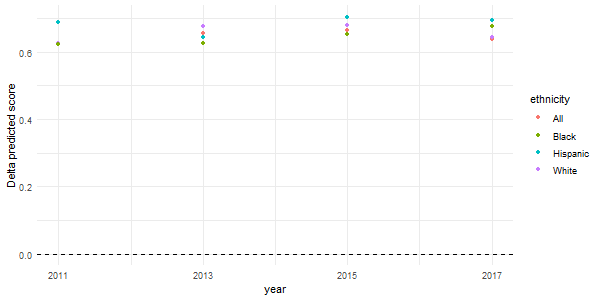 Delta predicted score
0.6
0.4
0.2
0.0
2011 2013 2015 2017
year
ethnicity
All
Black
Hispanic
White